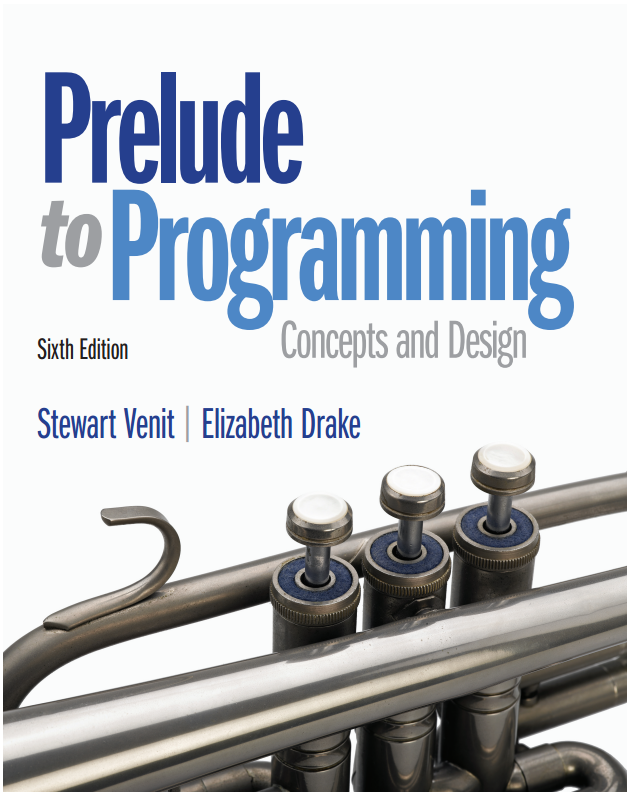 Prelude
to Programming
Concepts and Design
Sixth Edition
Stewart Venit | Elizabeth Drake